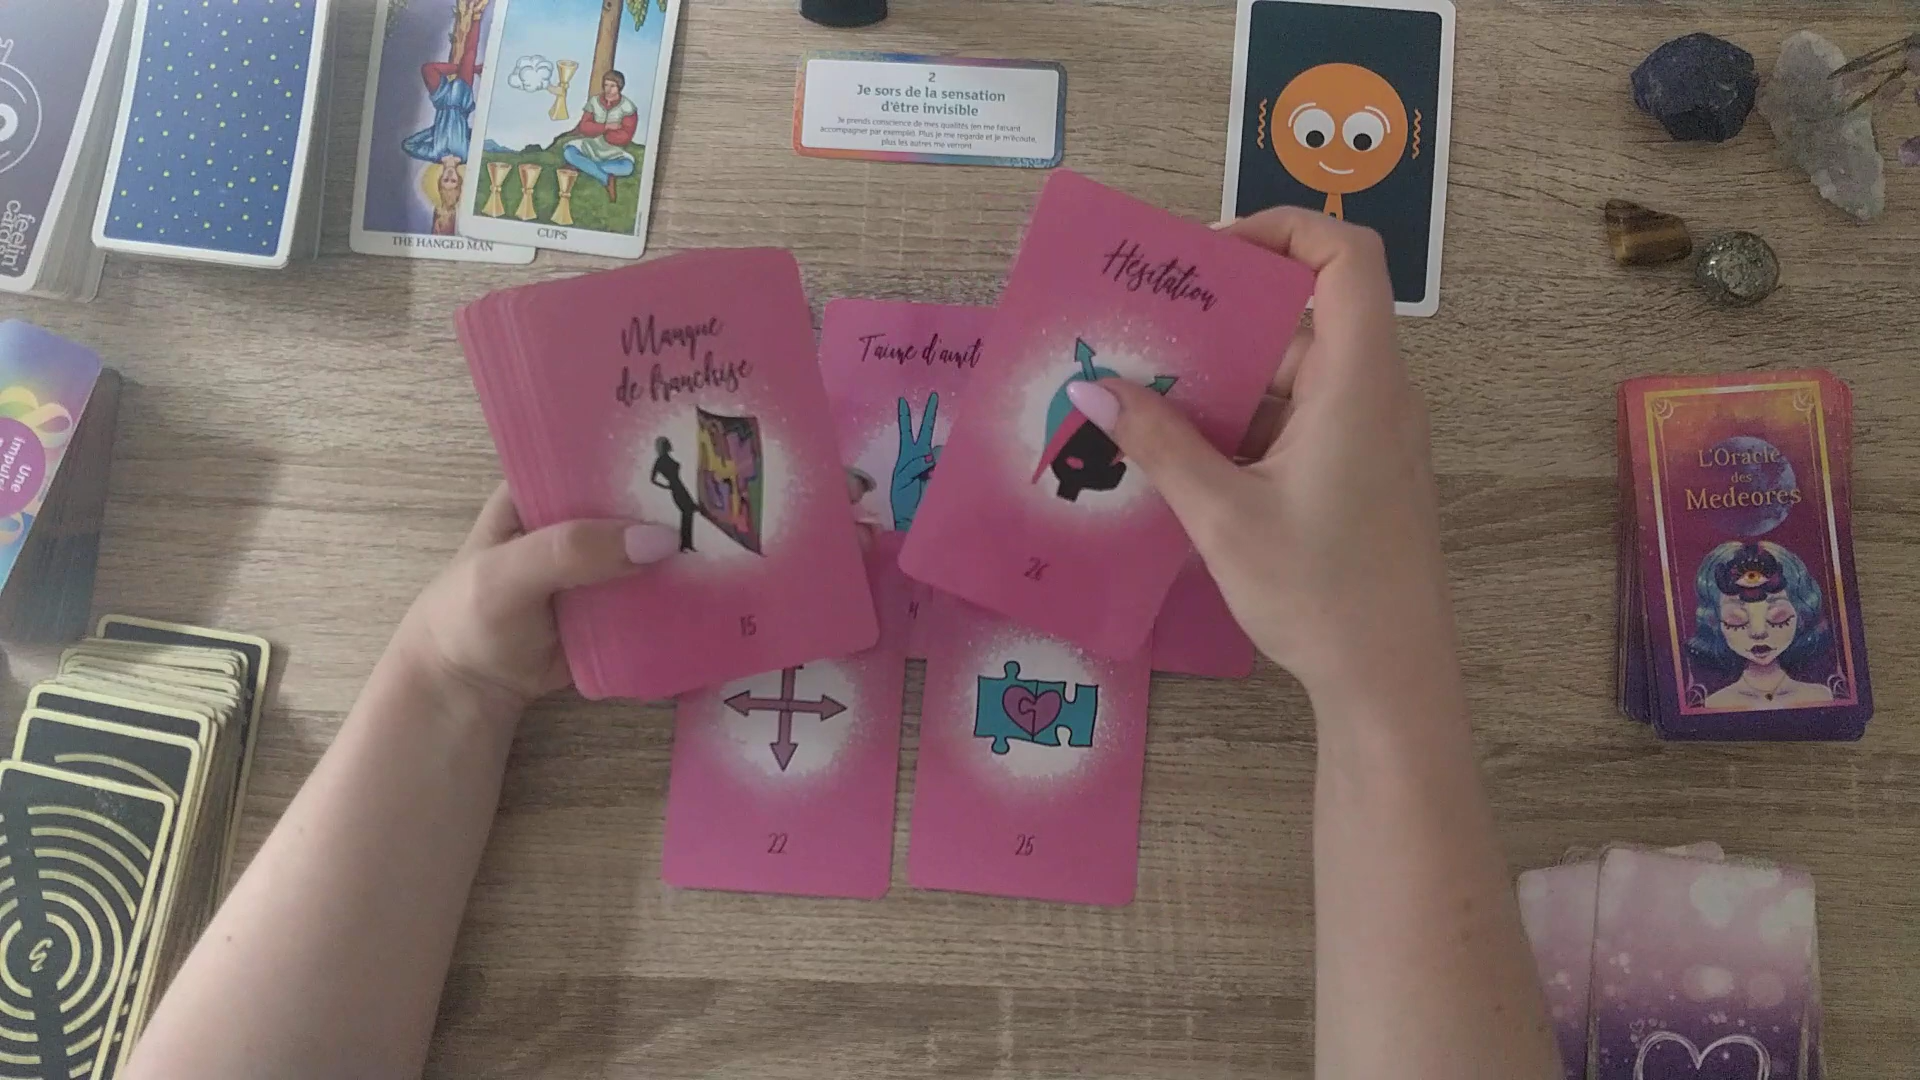 feelin'
cards
THE HANGED MAN
CUPS
2
Je sors de la sensation
d'être invisible
Je prends conscience de mes qualités (en me faisant
accompagner par exemple). Plus je me regarde et je m'écoute,
plus les autres me verront.
Manque
de franchise
15
Hésitation
26
22
25
L'Oracle
des
Medeores
Une